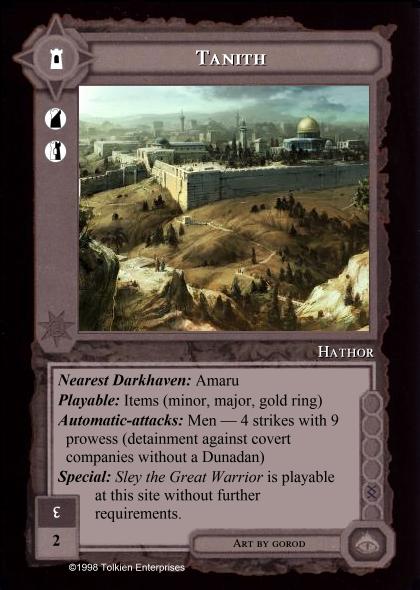 TANITH
HATHOR
Nearest Darkhaven: Amaru
Playable: Items (minor, major, gold ring)
Automatic-attacks: Men — 4 strikes with 9
prowess (detainment against covert
companies without a Dunadan)
Special: Sley the Great Warrior is playable
at this site without further
requirements.
ε
2
ART BY GOROD
©1998 Tolkien Enterprises